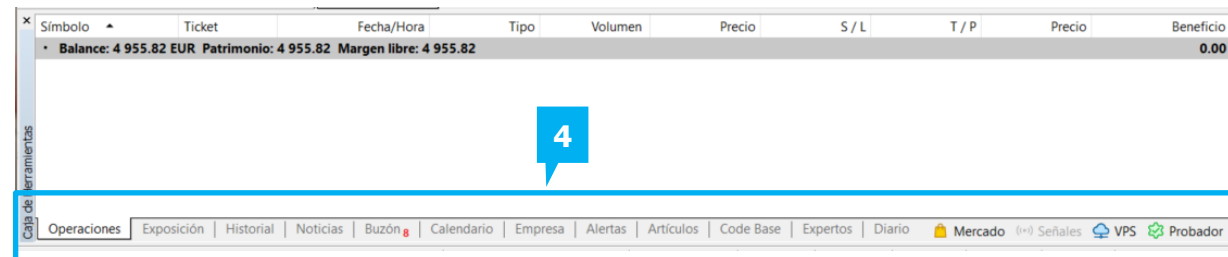 Símbolo Ticket Fecha/Hora Tipo Volumen Precio S / L T / P Precio Beneficio
Balance: 4 955.82 EUR Patrimonio: 4 955.82 Margen libre: 4 955.82 0.00
4
Caja de Herramientas
Operaciones Exposición Historial Noticias Buzón 8 Calendario Empresa Alertas Artículos Code Base Expertos Diario Mercado Señales VPS Probador